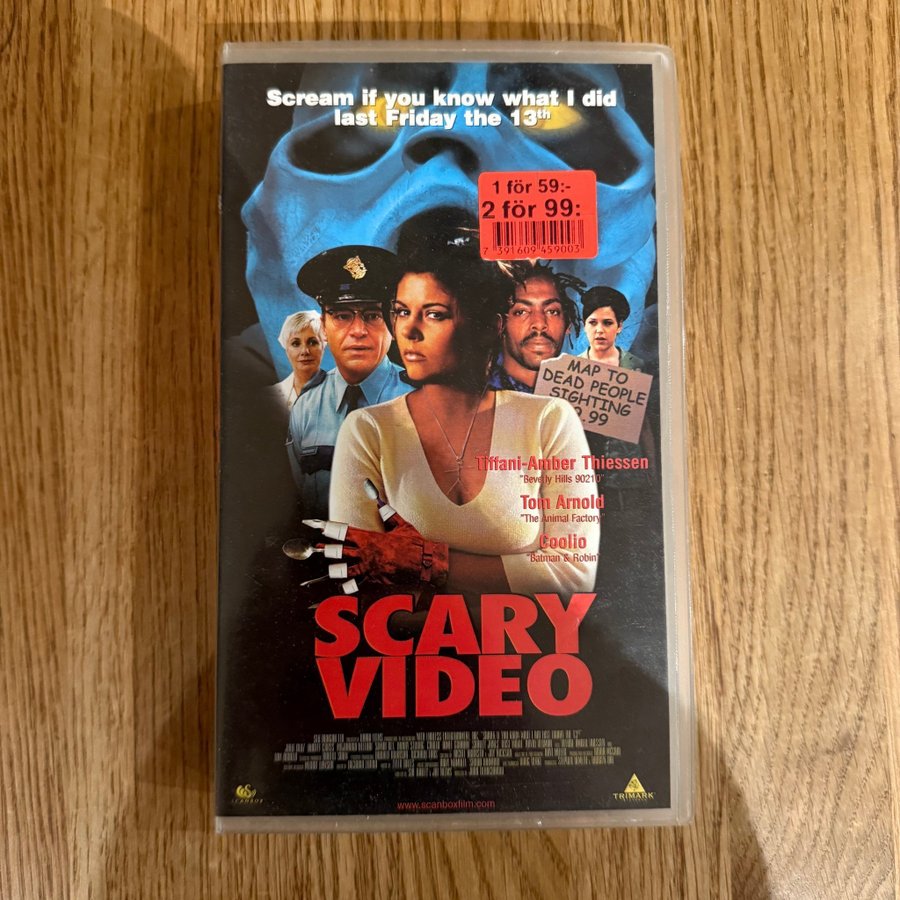 Scream if you know what I did
last Friday the 13th
1 för 59:-
2 för 99:
7 391609 459003
MAP TO
DEAD PEOPLE
SIGHTING
.99
Tiffani-Amber Thiessen
"Beverly Hills 90210"
Tom Arnold
"The Animal Factory"
Coolio
"Batman & Robin"
SCARY
VIDEO
SCANBOX
www.scanboxfilm.com
TRIMARK